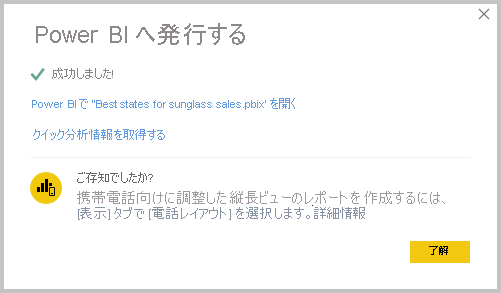 Power BI へ発行する
成功しました!
Power BIで "Best states for sunglass sales.pbix' を開く
クイック分析情報を取得する
ご存知でしたか?
携帯電話向けに調整した縦長ビューのレポートを作成するには、
[表示] タブで [電話レイアウト] を選択します。詳細情報
了解